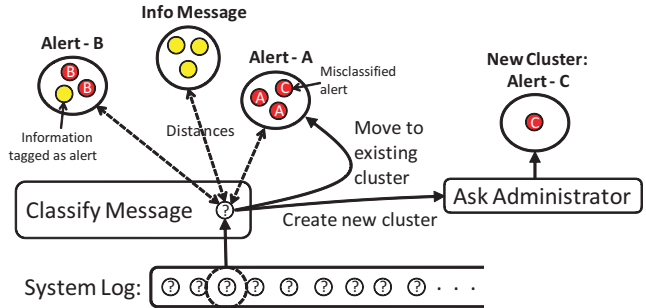 Info Message
Alert - B
B
B
Information
tagged as alert
Alert - A
C
A
A
Misclassified
alert
New Cluster:
Alert - C
C
Distances
Move to
existing
cluster
Classify Message
?
Create new cluster
Ask Administrator
System Log:
? ? ? ? ? ? ? ? ? . . .